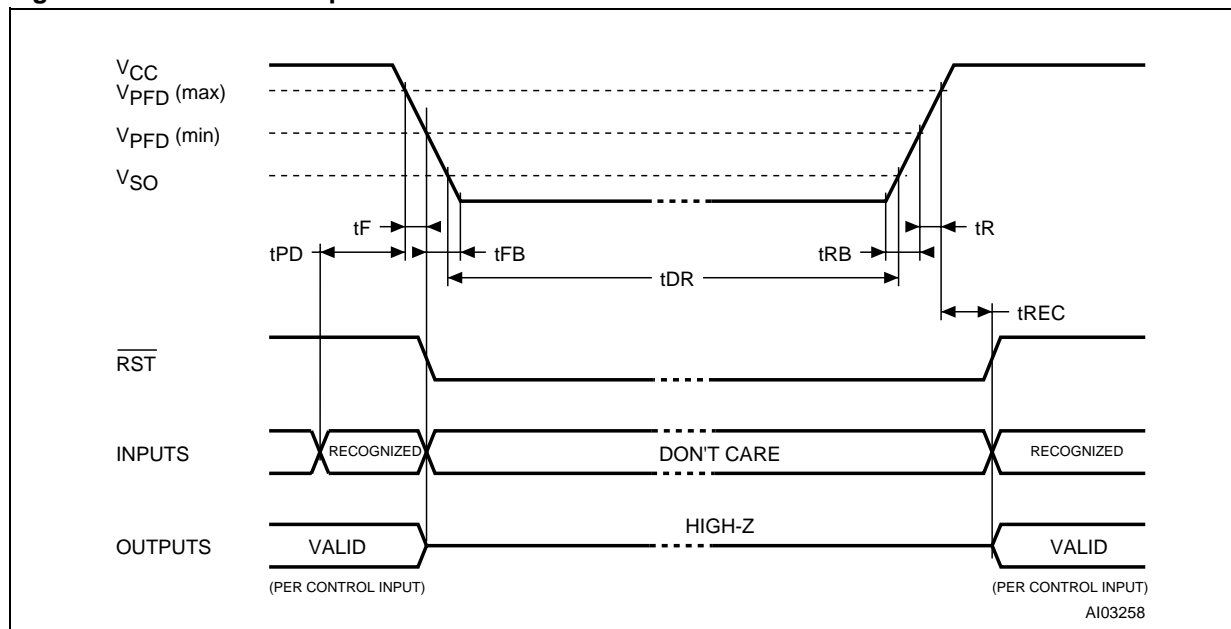 VCC
VPFD (max)
VPFD (min)
VSO
tF
tR
tPD
tFB
tRB
tDR
tREC
RST
INPUTS
RECOGNIZED
DON'T CARE
RECOGNIZED
HIGH-Z
OUTPUTS
VALID
VALID
(PER CONTROL INPUT)
(PER CONTROL INPUT)
AI03258